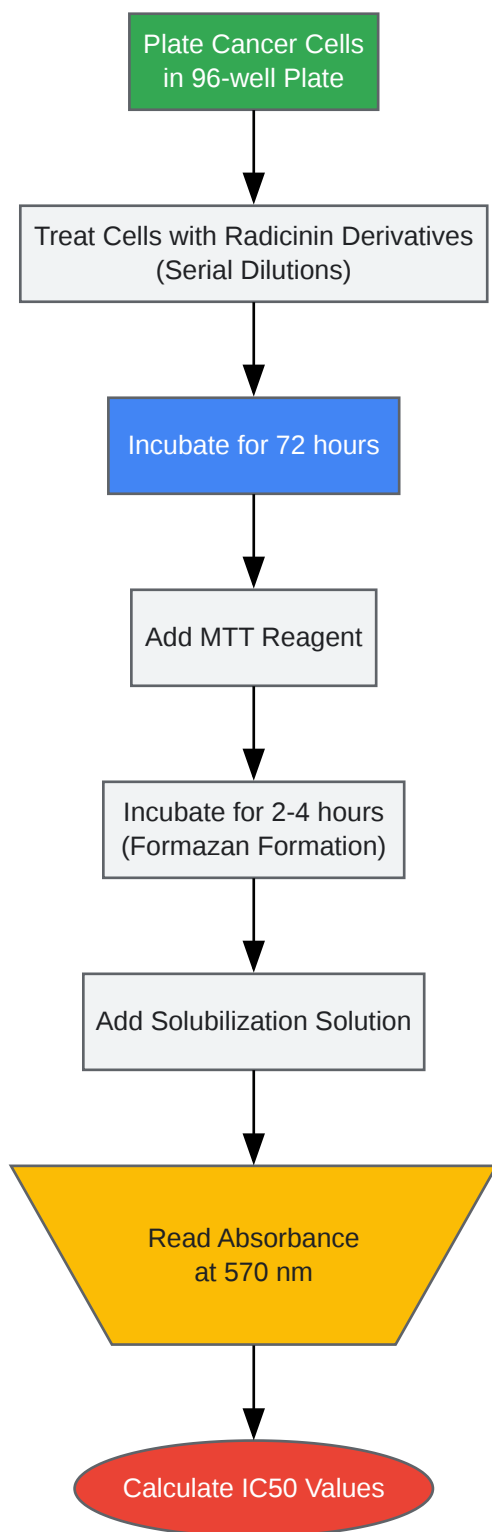 Plate Cancer Cells
in 96-well Plate
Treat Cells with Radicinin Derivatives
(Serial Dilutions)
Incubate for 72 hours
Add MTT Reagent
Incubate for 2-4 hours
(Formazan Formation)
Add Solubilization Solution
Read Absorbance
at 570 nm
Calculate IC50 Values